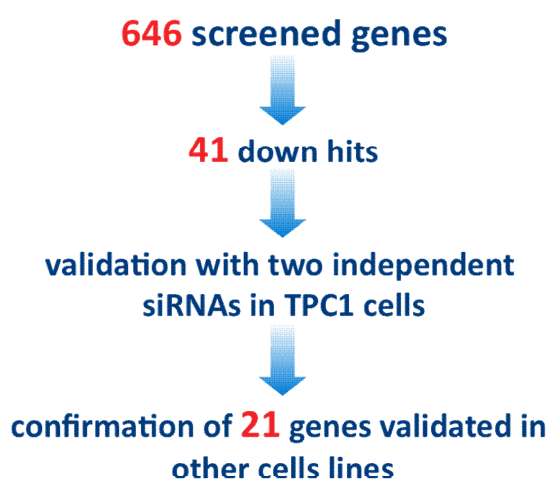 646 screened genes
41 down hits
validation with two independent
siRNAs in TPC1 cells
confirmation of 21 genes validated in
other cells lines